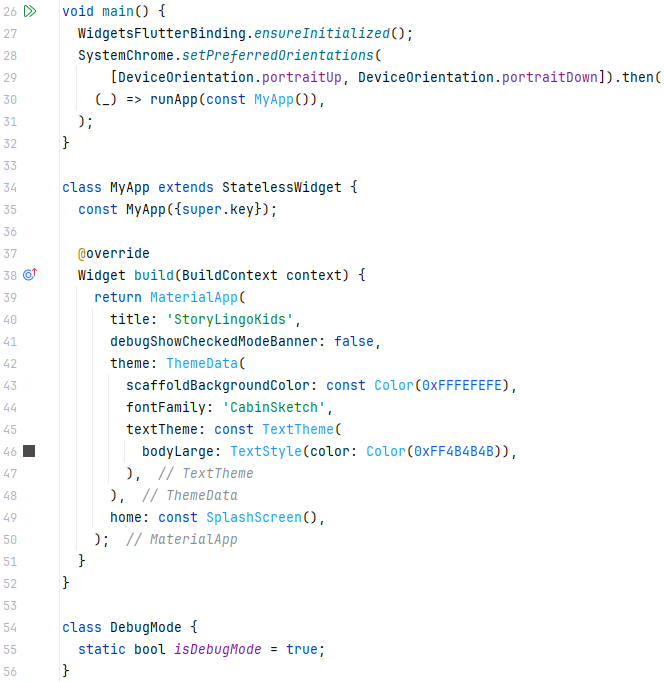 26 void main() {
27   WidgetsFlutterBinding.ensureInitialized();
28   SystemChrome.setPreferredOrientations(
29       [DeviceOrientation.portraitUp, DeviceOrientation.portraitDown]).then(
30     (_) => runApp(const MyApp()),
31   );
32 }
33
34 class MyApp extends StatelessWidget {
35   const MyApp({super.key});
36
37   @override
38   Widget build(BuildContext context) {
39     return MaterialApp(
40       title: 'StoryLingoKids',
41       debugShowCheckedModeBanner: false,
42       theme: ThemeData(
43         scaffoldBackgroundColor: const Color(0xFFFEFEFE),
44         fontFamily: 'CabinSketch',
45         textTheme: const TextTheme(
46           bodyLarge: TextStyle(color: Color(0xFF4B4B4B)),
47         ),  // TextTheme
48       ),  // ThemeData
49       home: const SplashScreen(),
50     );  // MaterialApp
51   }
52 }
53
54 class DebugMode {
55   static bool isDebugMode = true;
56 }